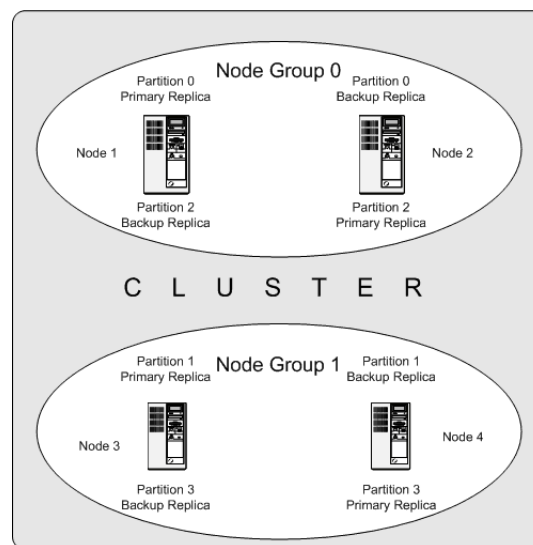 Node Group 0
Partition 0
Primary Replica
Partition 0
Backup Replica
Node 1
Node 2
Partition 2
Backup Replica
Partition 2
Primary Replica
C L U S T E R
Node Group 1
Partition 1
Primary Replica
Partition 1
Backup Replica
Node 3
Node 4
Partition 3
Backup Replica
Partition 3
Primary Replica